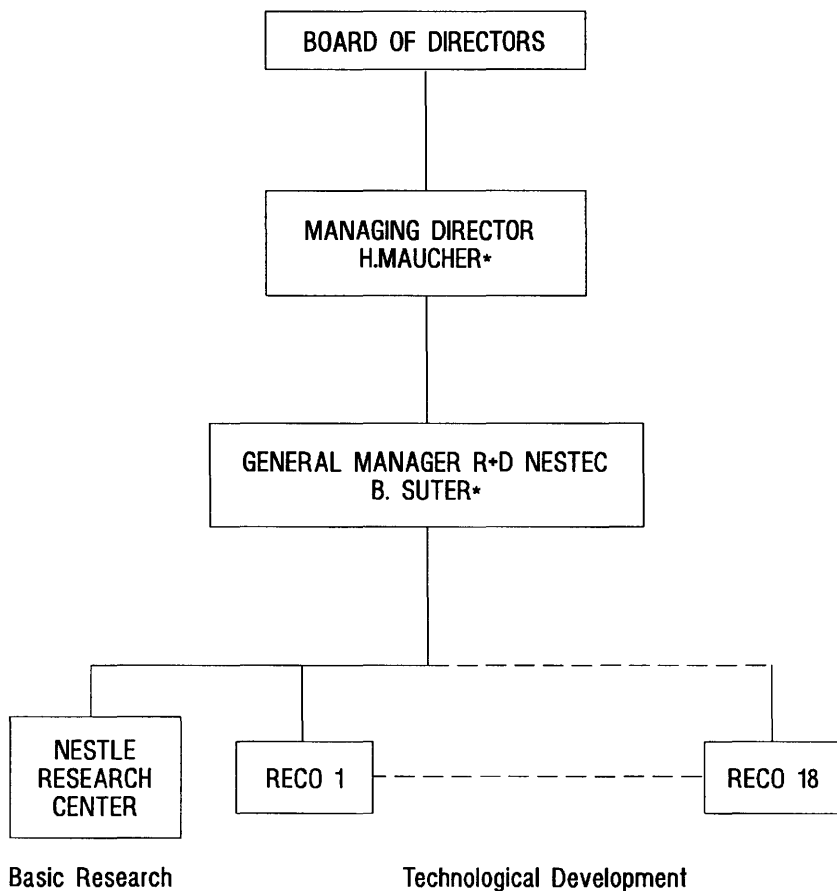 BOARD OF DIRECTORS
MANAGING DIRECTOR
H.MAUCHER*
GENERAL MANAGER R+D NESTEC
B. SUTER*
NESTLE
RESEARCH
CENTER
RECO 1
RECO 18
Basic Research
Technological Development